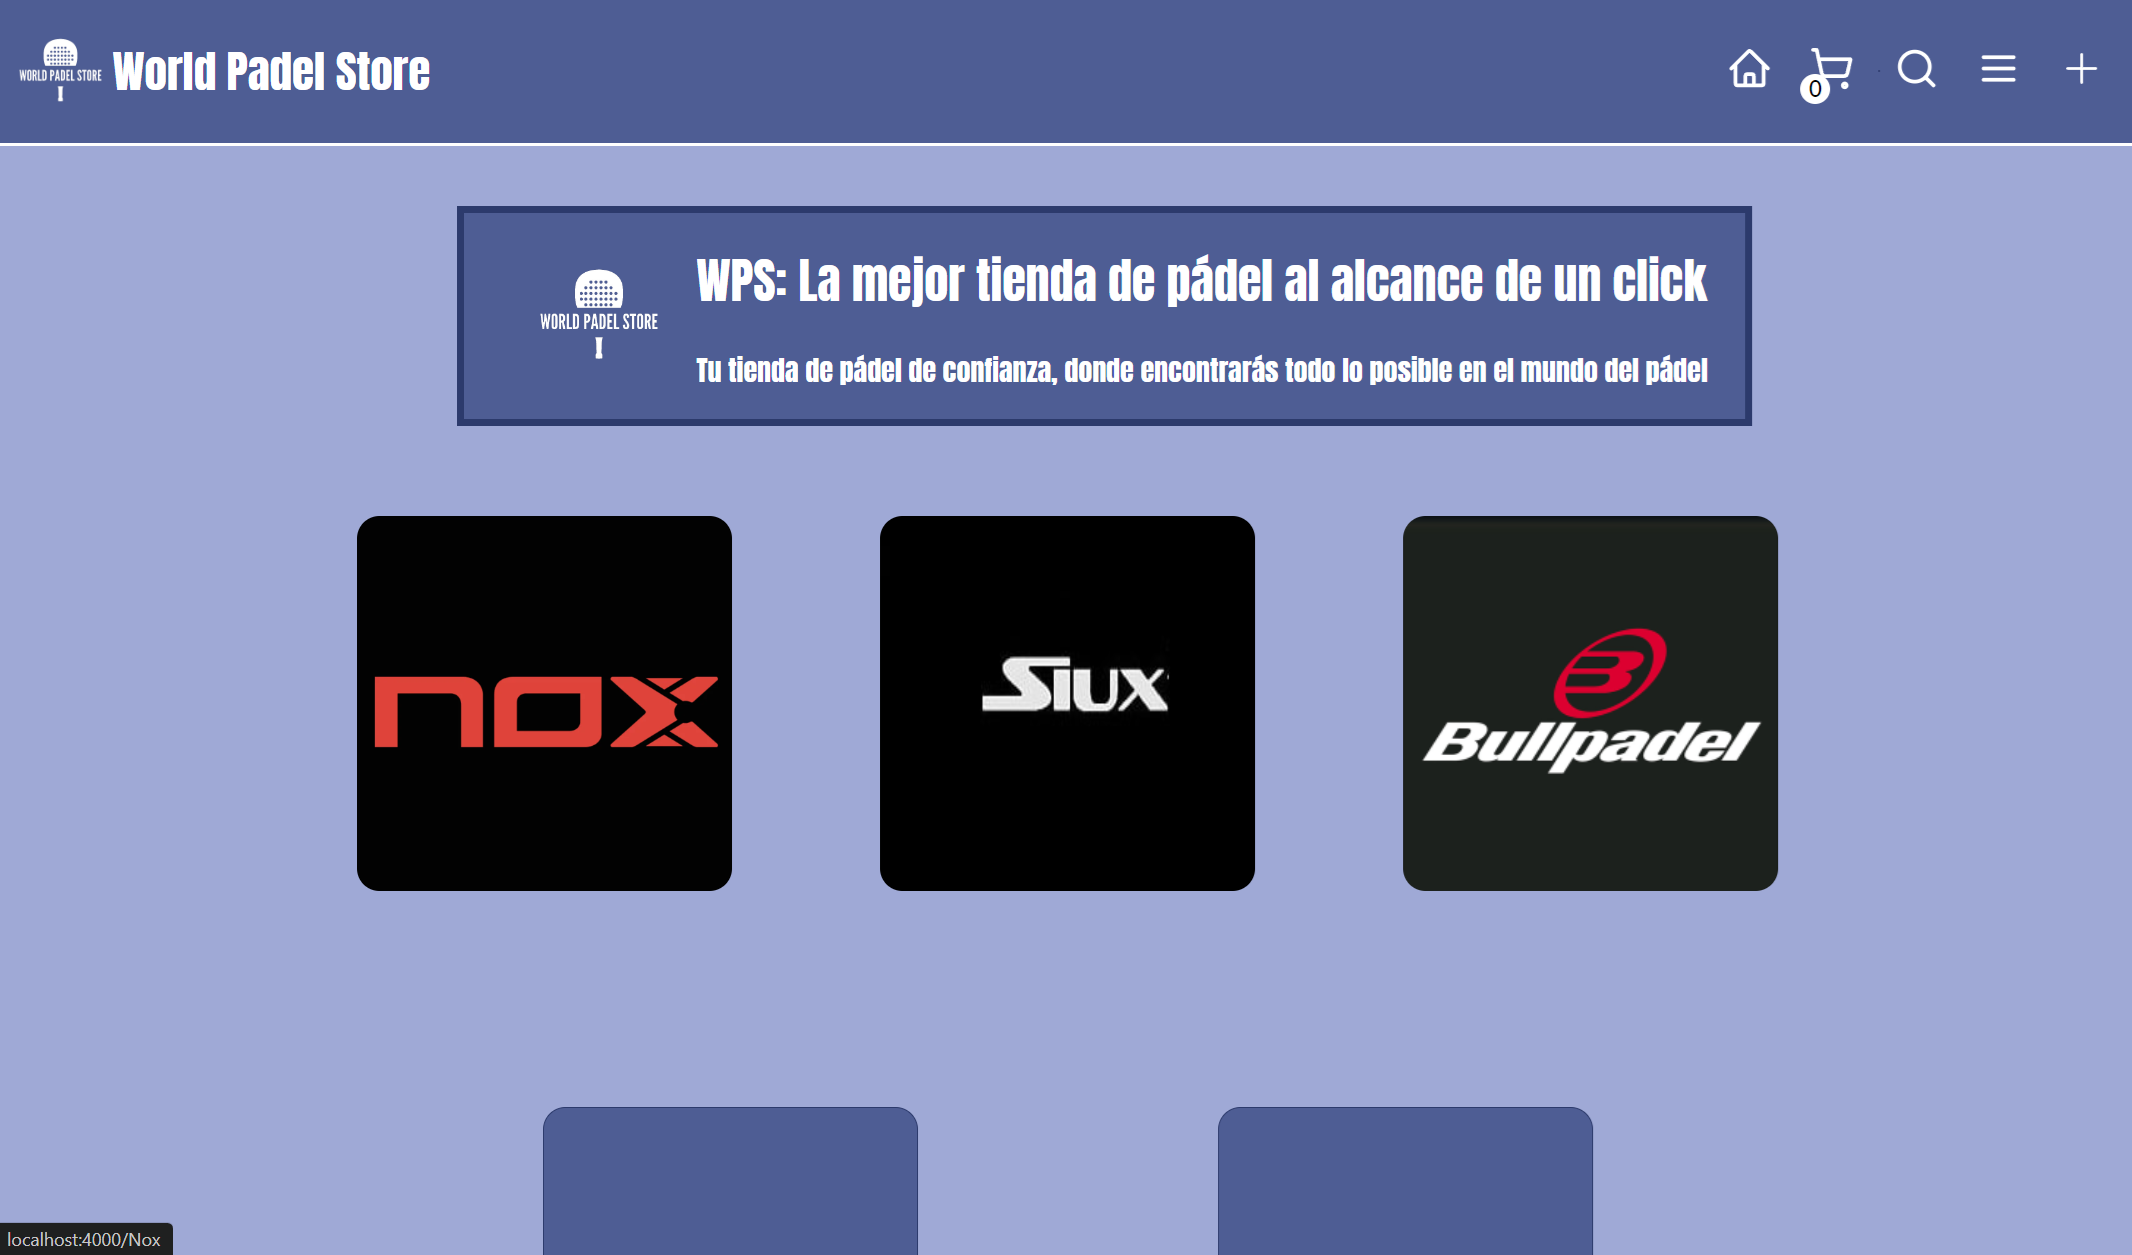 WORLD PADEL STORE
World Padel Store
0
WPS: La mejor tienda de pádel al alcance de un click
WORLD PADEL STORE
Tu tienda de pádel de confianza, donde encontrarás todo lo posible en el mundo del pádel
nox
Siux
Bullpadel
localhost:4000/Nox